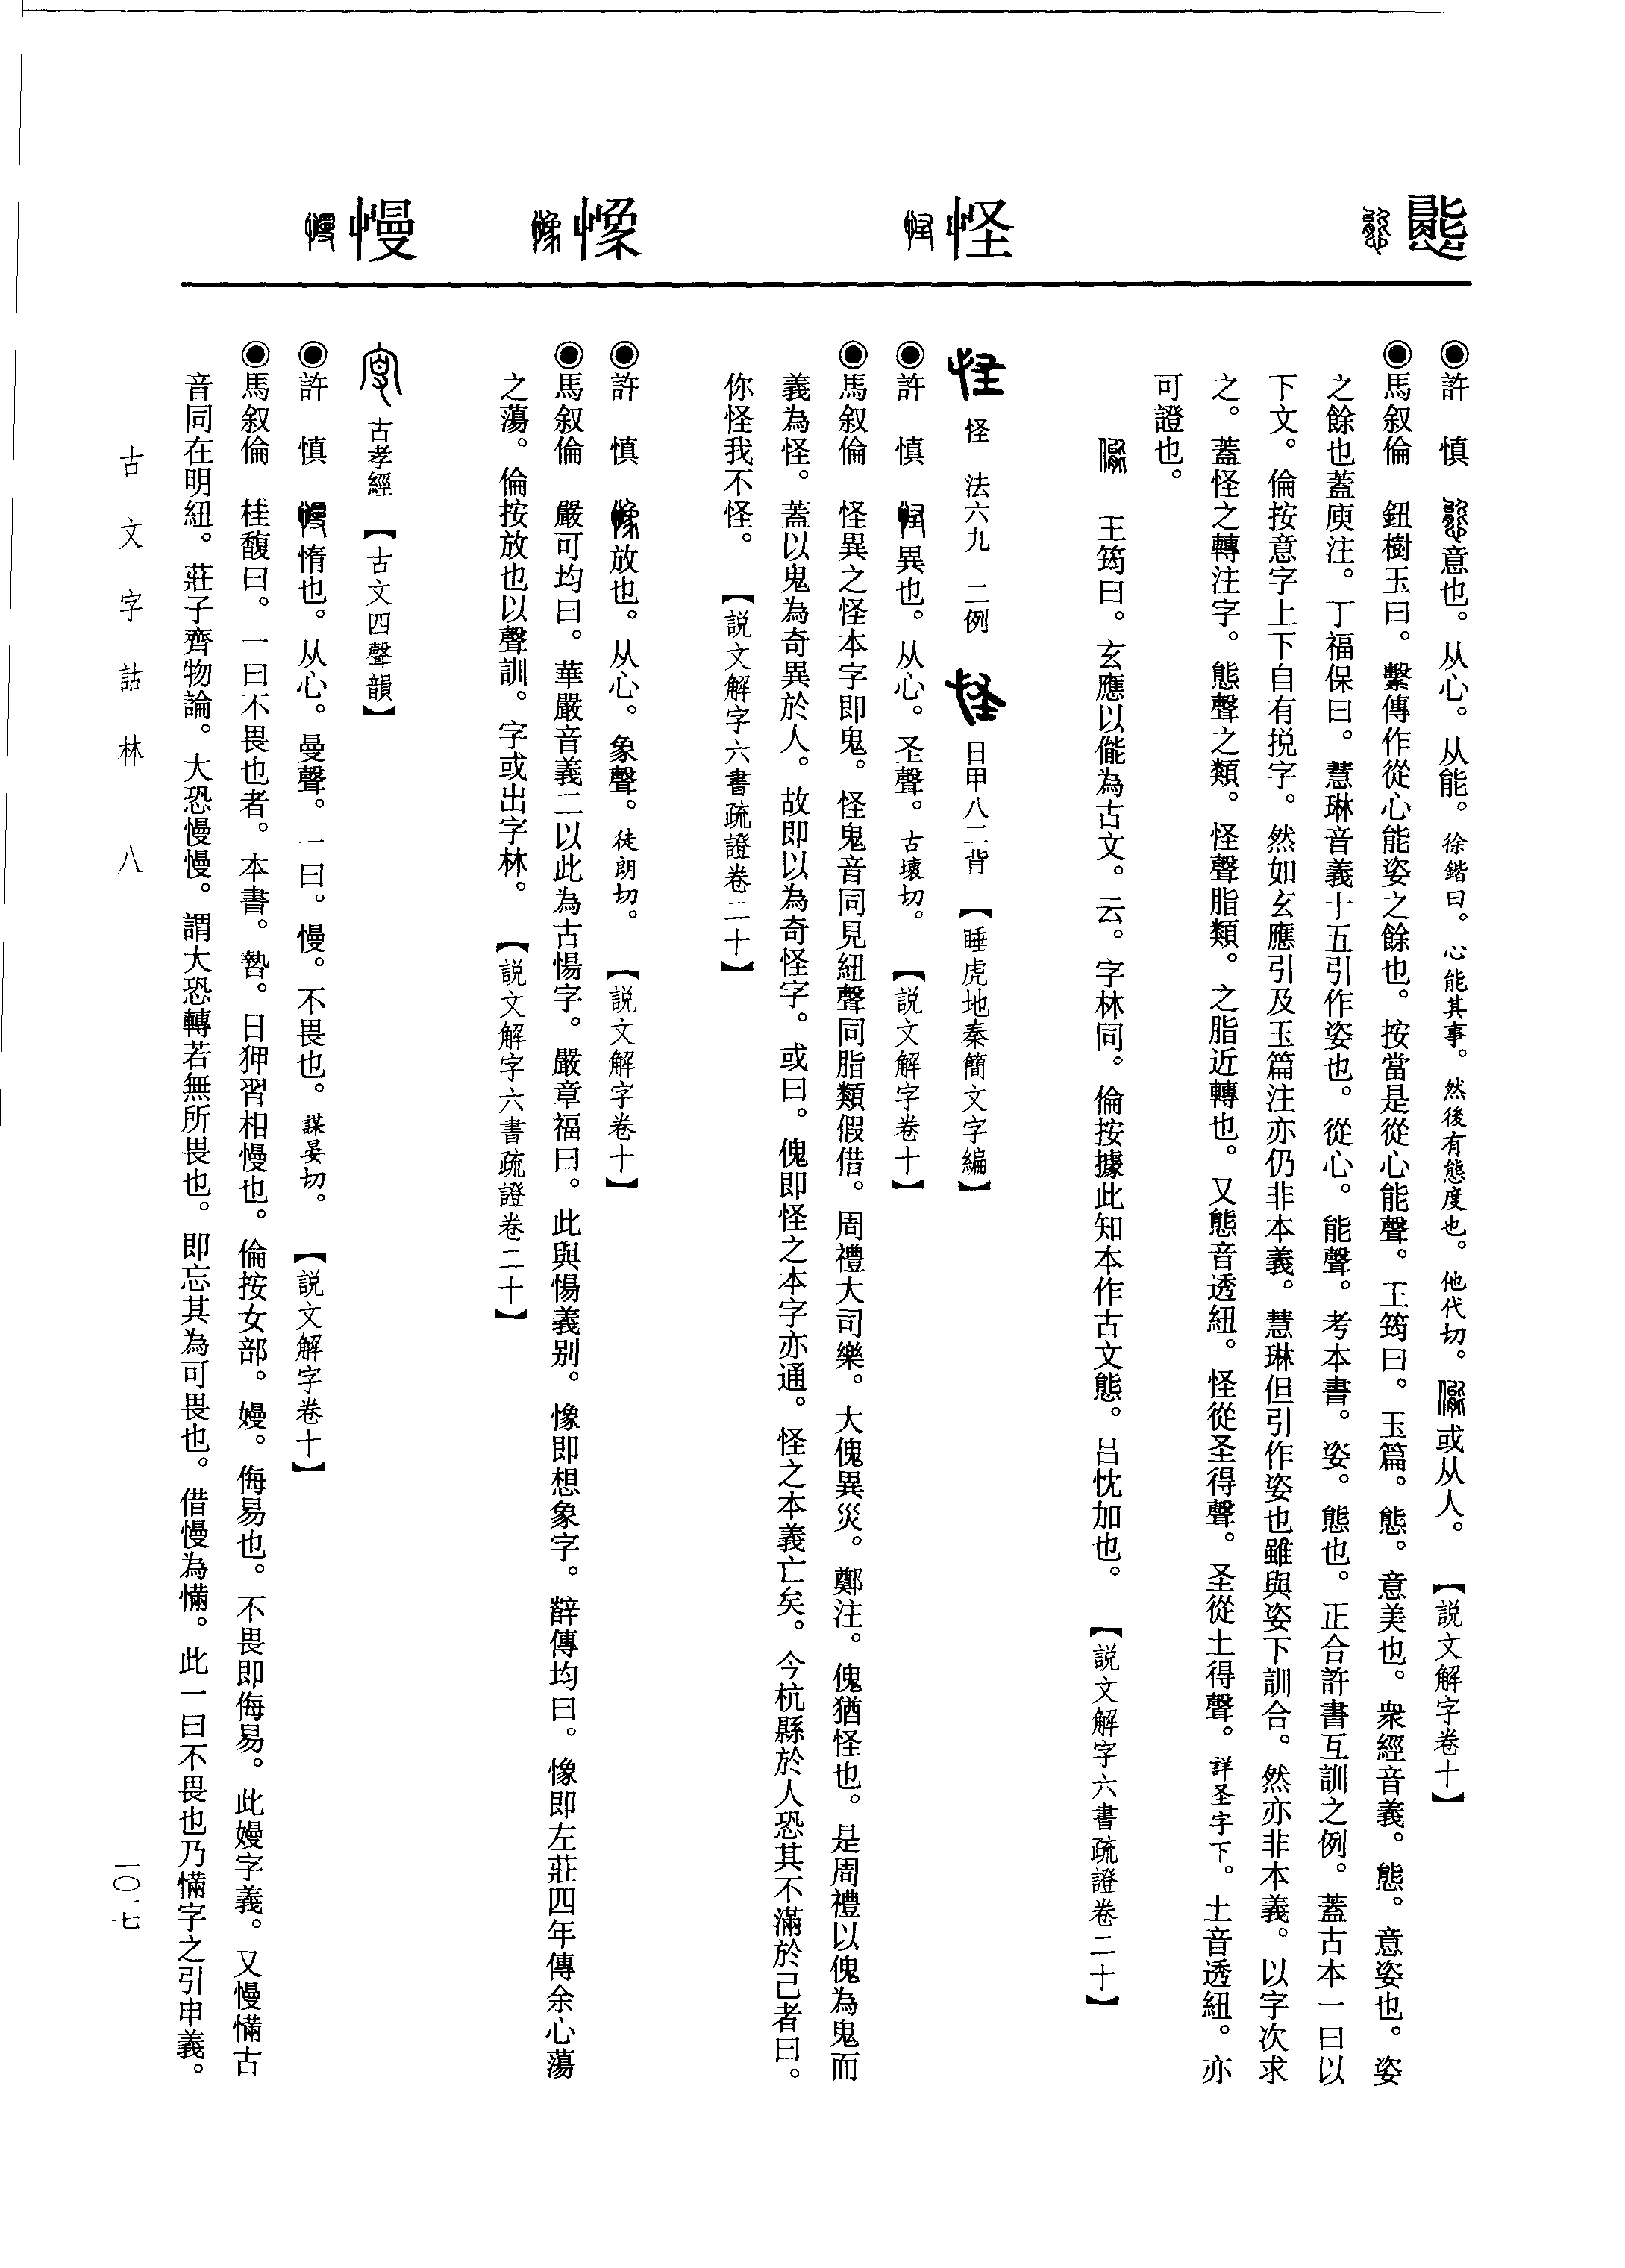 態
怪
憿
慢
●許　慎　意也。从心。从能。徐鍇曰。心能其事。然後有態度也。他代切。或从人。【説文解字卷十】
●馬叙倫　鈕樹玉曰。繫傳作從心能姿之餘也。按當是從心能聲。王筠曰。玉篇。態。意美也。衆經音義。態。意姿也。姿
之餘也蓋庾注。丁福保曰。慧琳音義十五引作姿也。從心。能聲。考本書。姿。態也。正合許書互訓之例。蓋古本一曰以
下文。倫按意字上下自有挩字。然如玄應引及玉篇注亦仍非本義。慧琳但引作姿也雖與姿下訓合。然亦非本義。以字次求
之。蓋怪之轉注字。態聲之類。怪聲脂類。之脂近轉也。又態音透紐。怪從圣得聲。圣從土得聲。詳圣字下。土音透紐。亦
可證也。
王筠曰。玄應以儱為古文。云。字林同。倫按據此知本作古文態。呂忱加也。【説文解字六書疏證卷二十】
怪　法六九　二例　日甲八二背　【睡虎地秦簡文字編】
●許　慎　異也。从心。圣聲。古壞切。【説文解字卷十】
●馬叙倫　怪異之怪本字即鬼。怪鬼音同見紐聲同脂類假借。周禮大司樂。大傀異災。鄭注。傀猶怪也。是周禮以傀為鬼而
義為怪。蓋以鬼為奇異於人。故即以為奇怪字。或曰。傀即怪之本字亦通。怪之本義亡矣。今杭縣於人恐其不滿於己者曰。
你怪我不怪。【説文解字六書疏證卷二十】
●許　慎　放也。从心。象聲。徒朗切。【説文解字卷十】
●馬叙倫　嚴可均曰。華嚴音義二以此為古愓字。嚴章福曰。此與愓義别。憿即想象字。辥傳均曰。憿即左莊四年傳余心蕩
之蕩。倫按放也以聲訓。字或出字林。【説文解字六書疏證卷二十】
古孝經　【古文四聲韻】
●許　慎　惰也。从心。曼聲。一曰。慢。不畏也。謀晏切。【説文解字卷十】
●馬叙倫　桂馥曰。一曰不畏也者。本書。暬。日狎習相慢也。倫按女部。嫚。侮易也。不畏即侮易。此嫚字義。又慢㒼古
音同在明紐。莊子齊物論。大恐慢慢。謂大恐轉若無所畏也。即忘其為可畏也。借慢為㒼。此一曰不畏也乃㒼字之引申義。
古文字詁林　八
一〇一七